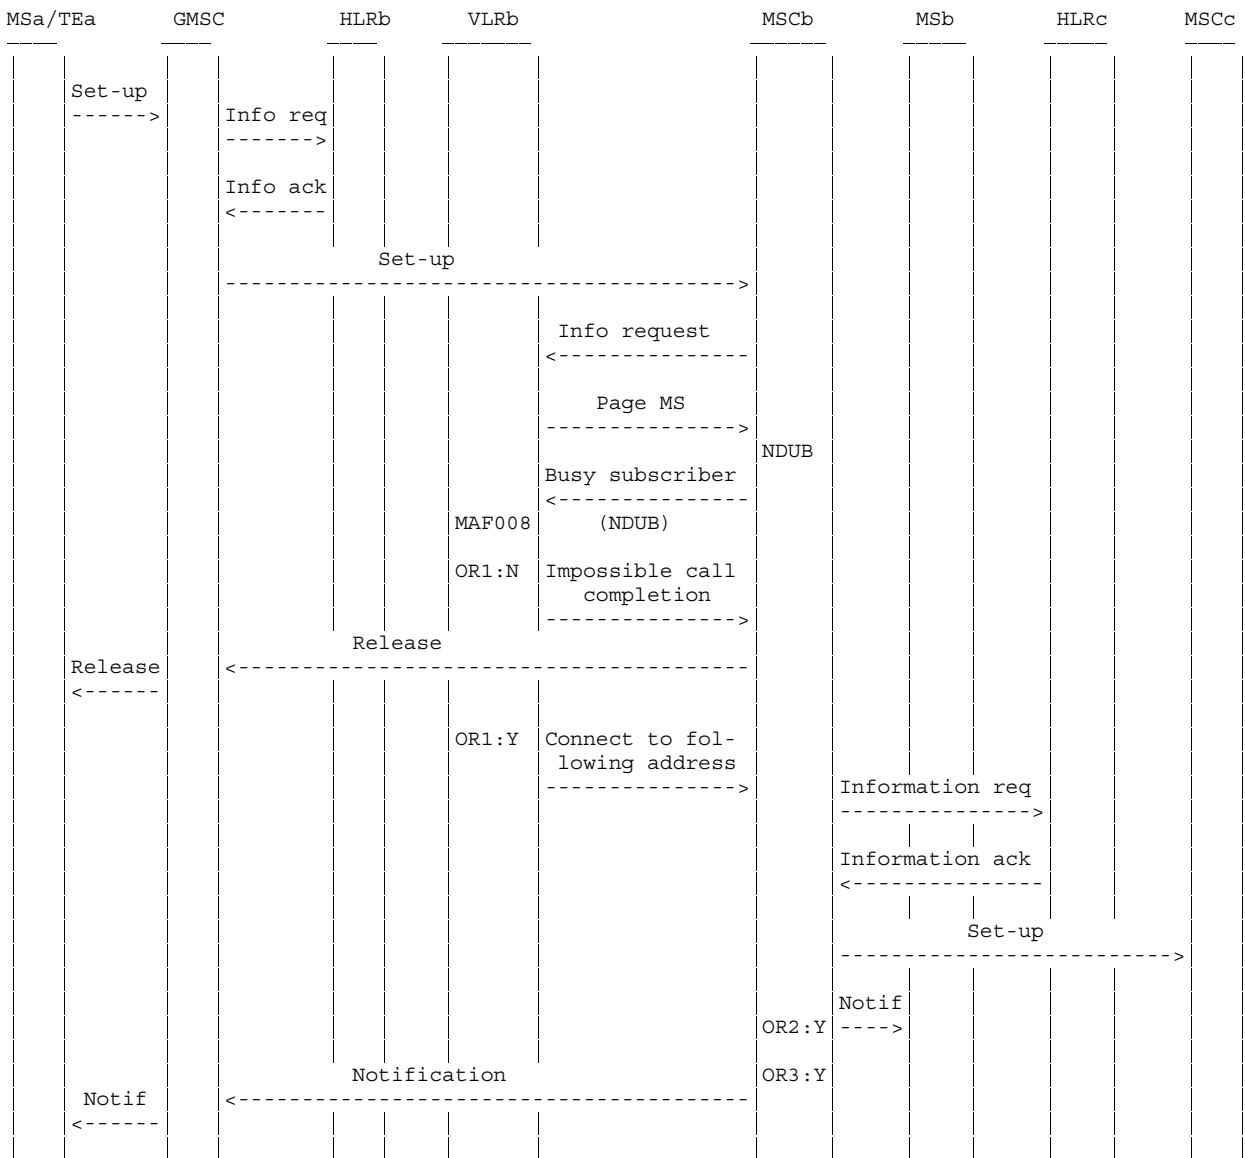 MSa/TEa GMSC HLRb VLRb MSCb MSb HLRc MSCc
Set-up
------> Info req
------->
Info ack
<-------
Set-up
---------------------------------------->
Info request
<---------------
Page MS
--------------->
NDUB
Busy subscriber
<---------------
MAF008 (NDUB)
OR1:N Impossible call
completion
--------------->
Release
Release <----------------------------------------
<------
OR1:Y Connect to fol-
lowing address
---------------> Information req
--------------->
Information ack
<---------------
Set-up
-------------------------->
Notif
OR2:Y ---->
Notification OR3:Y
Notif <----------------------------------------
<------